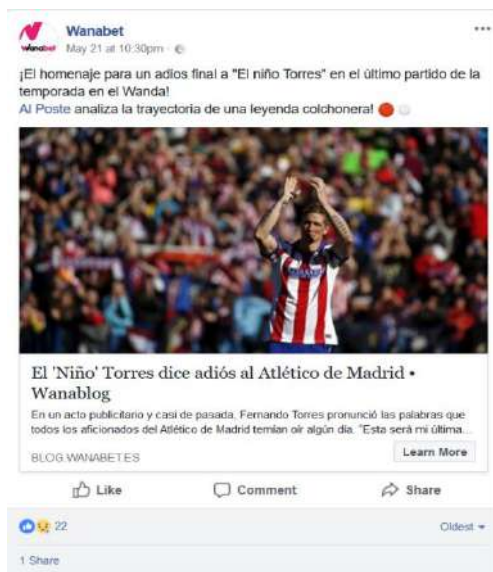 Wanabet
Wanabet
May 21 at 10:30pm ·
¡El homenaje para un adios final a "El niño Torres" en el último partido de la
temporada en el Wanda!
Al Poste analiza la trayectoria de una leyenda colchonera!
El 'Niño' Torres dice adiós al Atlético de Madrid •
Wanablog
En un acto publicitario y casi de pasada, Fernando Torres pronunció las palabras que
todos los aficionados del Atlético de Madrid temían oír algún día. "Esta será mi última...
BLOG.WANABET.ES
Learn More
Like Comment Share
22 Oldest
1 Share